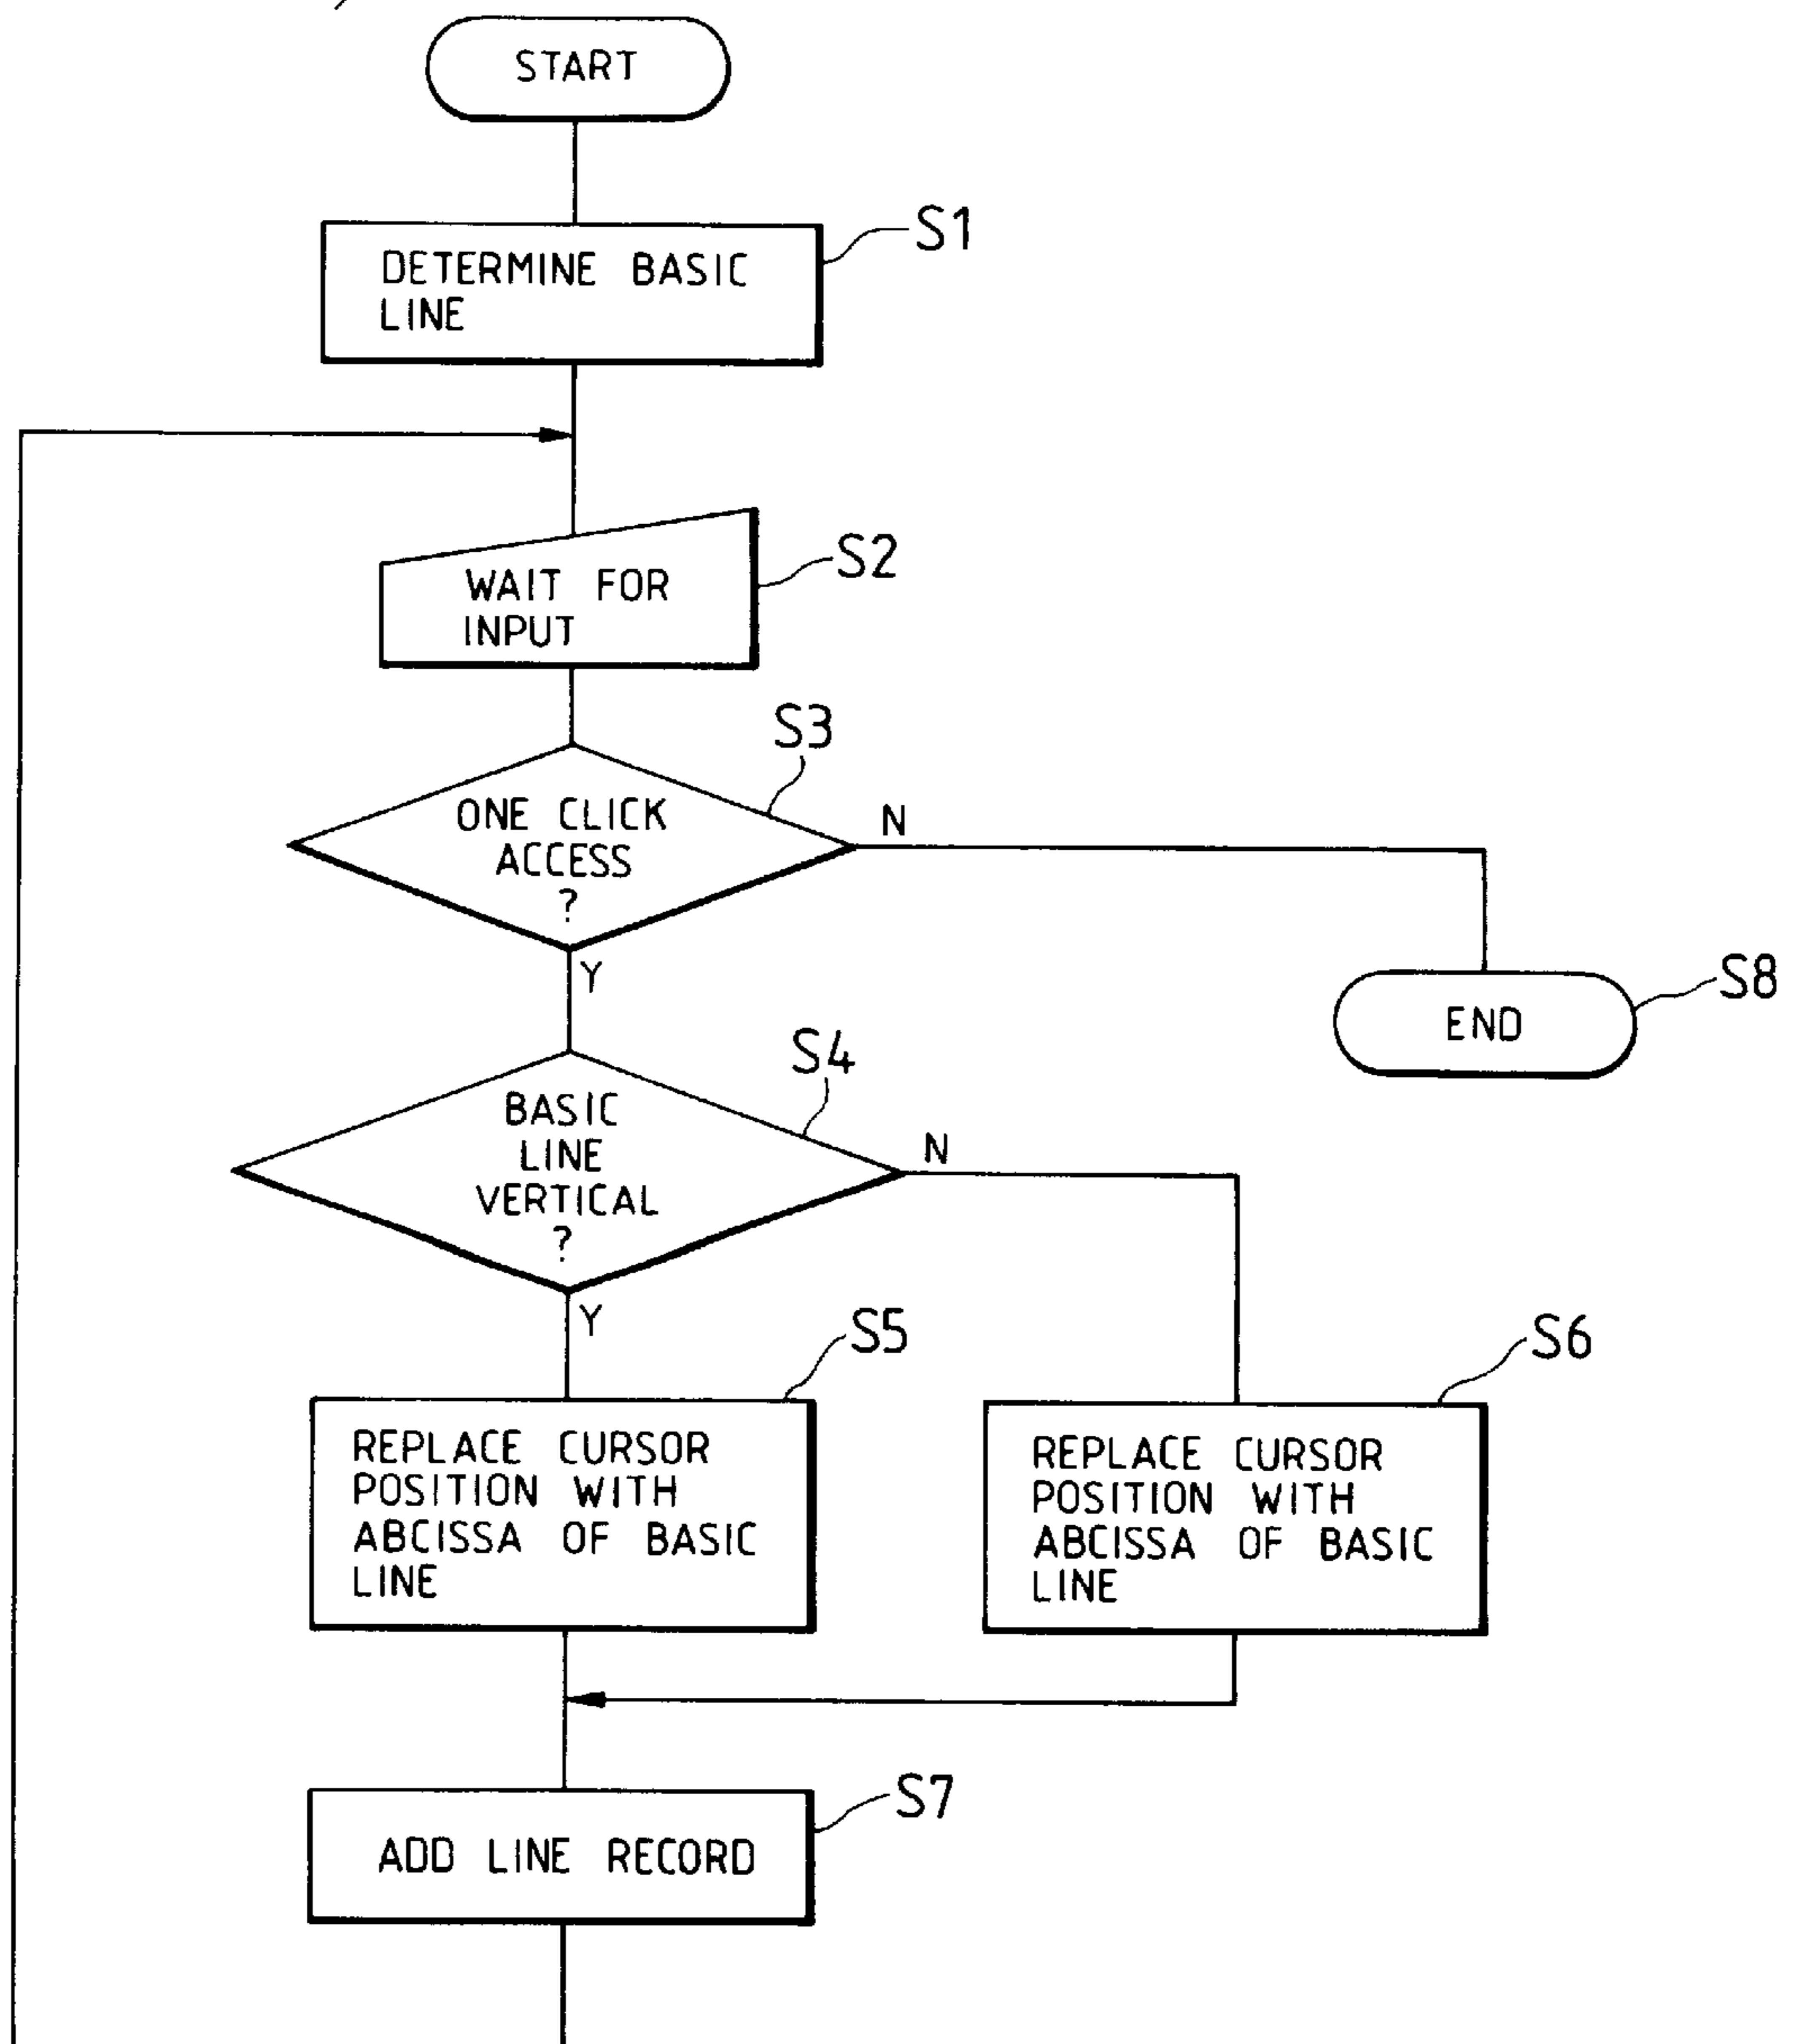 START
S1
DETERMINE BASIC
LINE
S2
WAIT FOR
INPUT
S3
ONE CLICK
ACCESS
?
N
Y
S8
END
S4
BASIC
LINE
VERTICAL
?
N
Y
S5
REPLACE CURSOR
POSITION WITH
ABCISSA OF BASIC
LINE
S6
REPLACE CURSOR
POSITION WITH
ABCISSA OF BASIC
LINE
S7
ADD LINE RECORD